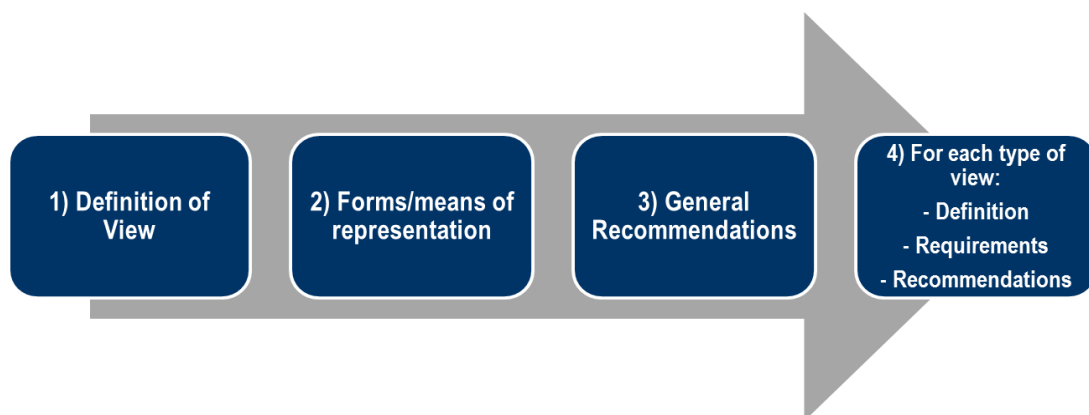 1) Definition of
View
2) Forms/means of
representation
3) General
Recommendations
4) For each type of
view:
- Definition
- Requirements
- Recommendations